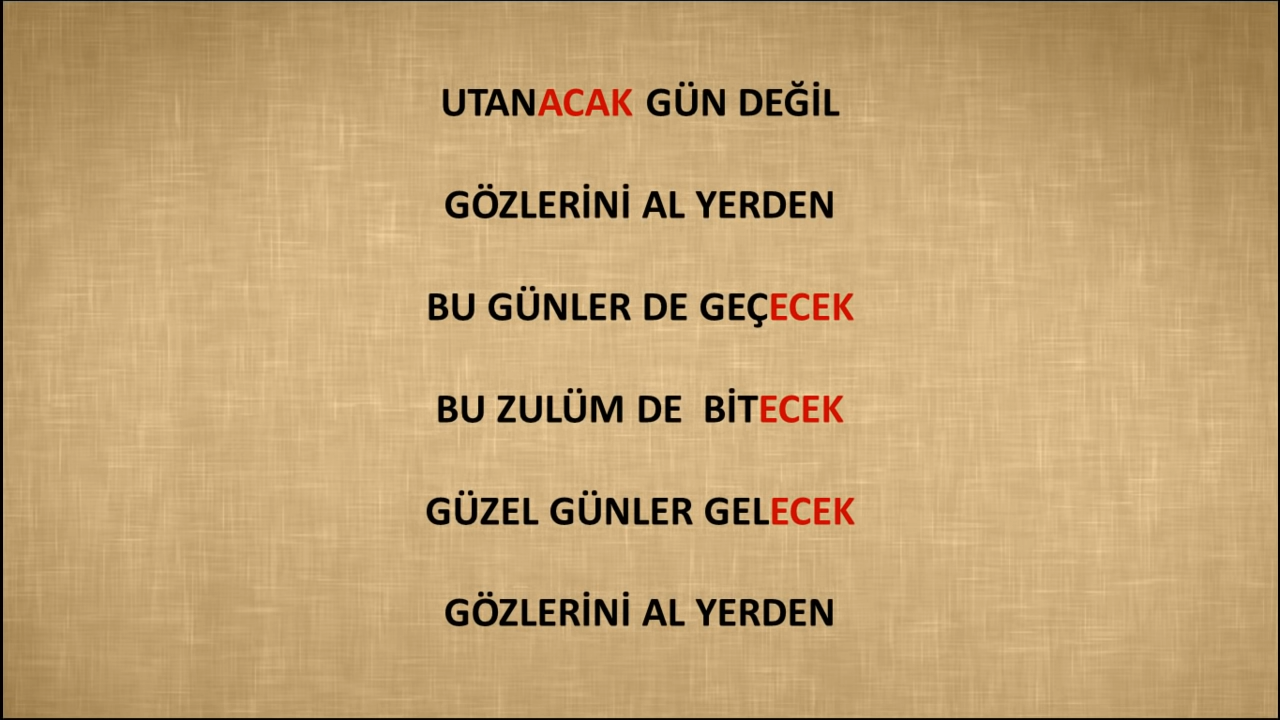 UTANACAK GÜN DEĞİL
GÖZLERİNİ AL YERDEN
BU GÜNLER DE GEÇECEK
BU ZULÜM DE  BİTECEK
GÜZEL GÜNLER GELECEK
GÖZLERİNİ AL YERDEN